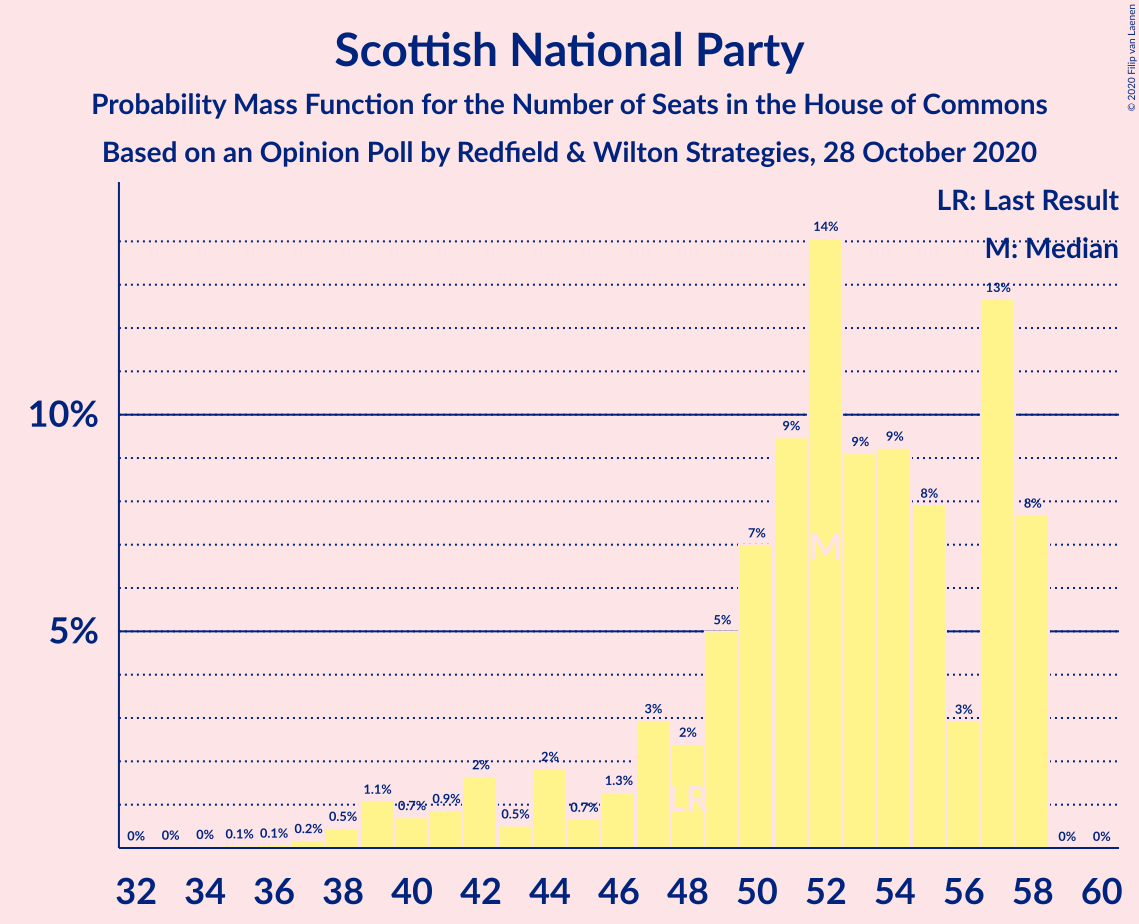 Scottish National Party
Probability Mass Function for the Number of Seats in the House of Commons
Based on an Opinion Poll by Redfield & Wilton Strategies, 28 October 2020
© 2020 Filip van Laenen
LR: Last Result
M: Median
10%
5%
0% 0% 0% 0.1% 0.1% 0.2% 0.5% 1.1% 0.7% 0.9% 2% 0.5% 2% 0.7% 1.3% 3% 2% 5% 7% 9% 14% 9% 9% 8% 3% 13% 8% 0% 0%
M
LR
32 34 36 38 40 42 44 46 48 50 52 54 56 58 60